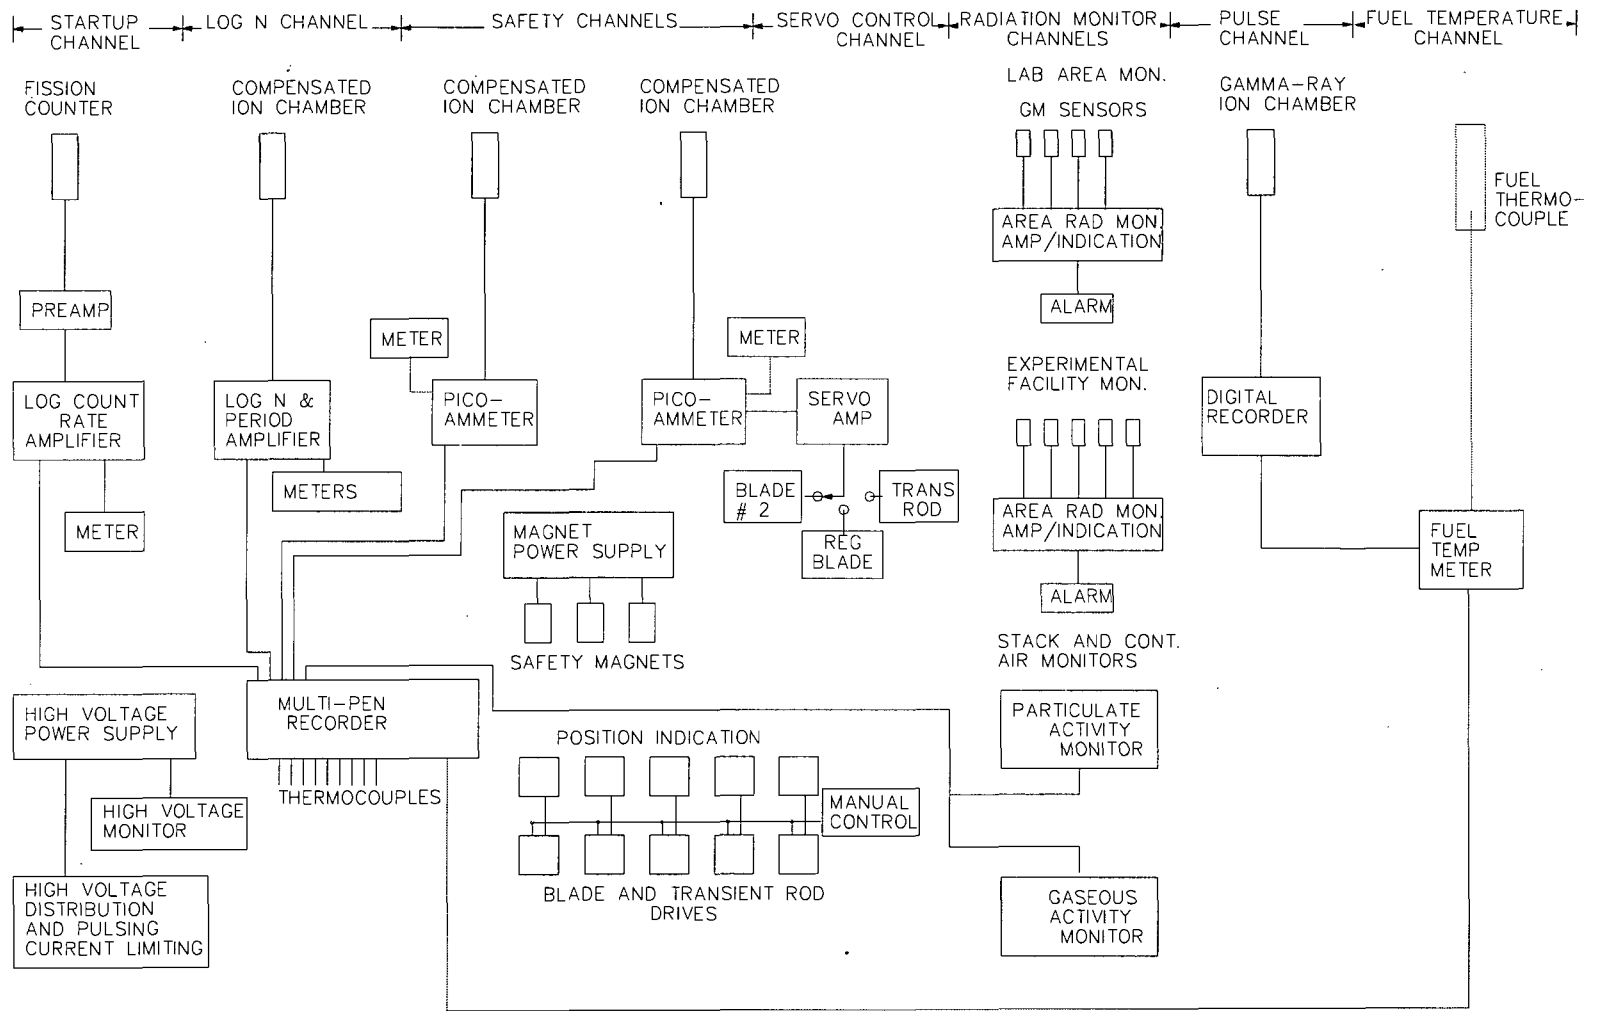 STARTUP
CHANNEL
LOG N CHANNEL
SAFETY CHANNELS
SERVO CONTROL
CHANNEL
RADIATION MONITOR
CHANNELS
PULSE
CHANNEL
FUEL TEMPERATURE
CHANNEL
FISSION
COUNTER
COMPENSATED
ION CHAMBER
COMPENSATED
ION CHAMBER
COMPENSATED
ION CHAMBER
LAB AREA MON.
GM SENSORS
GAMMA-RAY
ION CHAMBER
FUEL
THERMO-
COUPLE
AREA RAD MON.
AMP/INDICATION
ALARM
PREAMP
METER
METER
EXPERIMENTAL
FACILITY MON.
LOG COUNT
RATE
AMPLIFIER
LOG N &
PERIOD
AMPLIFIER
PICO-
AMMETER
PICO-
AMMETER
SERVO
AMP
DIGITAL
RECORDER
METERS
METER
BLADE
# 2
TRANS
ROD
REG
BLADE
MAGNET
POWER SUPPLY
SAFETY MAGNETS
AREA RAD MON.
AMP/INDICATION
ALARM
FUEL
TEMP
METER
STACK AND CONT.
AIR MONITORS
HIGH VOLTAGE
POWER SUPPLY
MULTI-PEN
RECORDER
THERMOCOUPLES
POSITION INDICATION
PARTICULATE
ACTIVITY
MONITOR
HIGH VOLTAGE
MONITOR
MANUAL
CONTROL
HIGH VOLTAGE
DISTRIBUTION
AND PULSING
CURRENT LIMITING
BLADE AND TRANSIENT ROD
DRIVES
GASEOUS
ACTIVITY
MONITOR